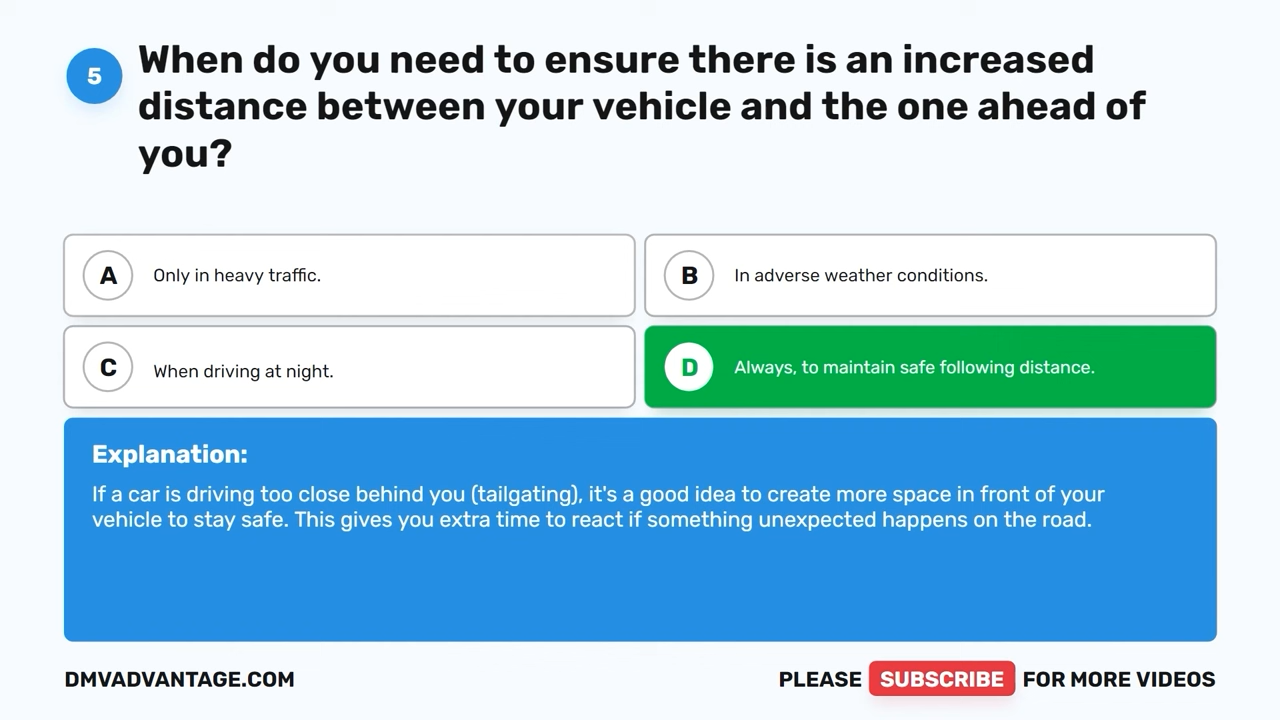 5
When do you need to ensure there is an increased
distance between your vehicle and the one ahead of
you?
A
Only in heavy traffic.
B
In adverse weather conditions.
C
When driving at night.
D
Always, to maintain safe following distance.
Explanation:
If a car is driving too close behind you (tailgating), it's a good idea to create more space in front of your
vehicle to stay safe. This gives you extra time to react if something unexpected happens on the road.
DMVADVANTAGE.COM
PLEASE SUBSCRIBE FOR MORE VIDEOS